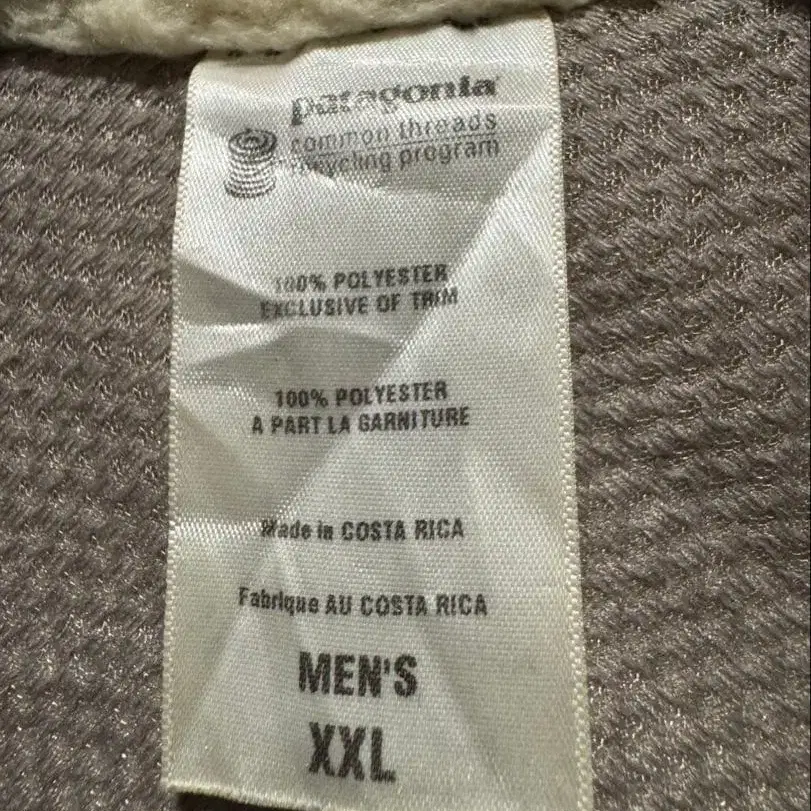 patagonia
common threads
recycling program
100% POLYESTER
EXCLUSIVE OF TRIM
100% POLYESTER
A PART LA GARNITURE
Made in COSTA RICA
Fabrique AU COSTA RICA
MEN'S
XXL